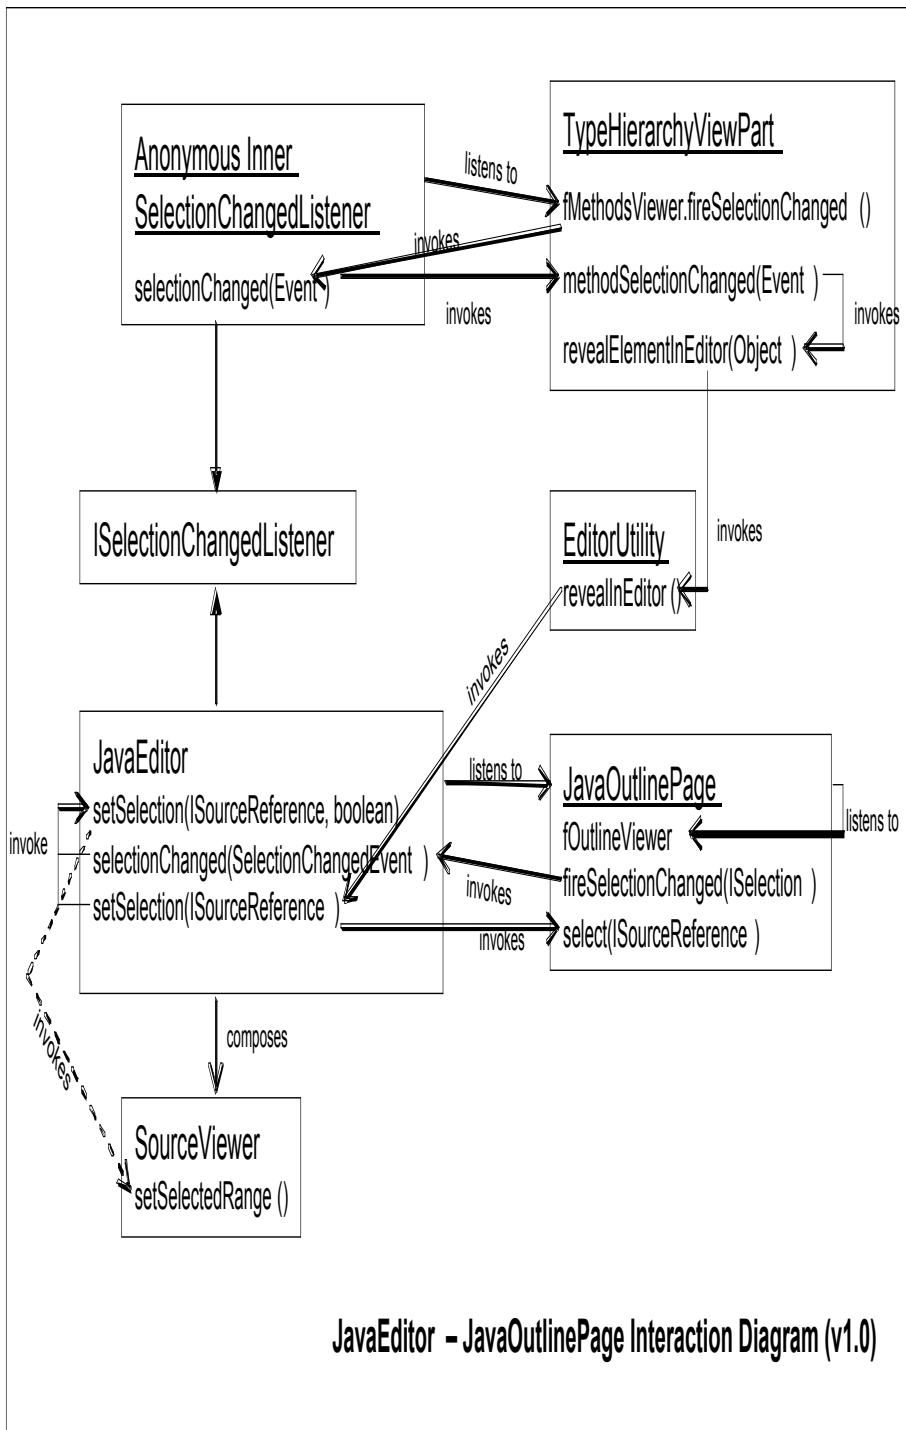 TypeHierarchyViewPart
Anonymous Inner
SelectionChangedListener
listens to
fMethodsViewer.fireSelectionChanged ()
invokes
selectionChanged(Event )
methodSelectionChanged(Event )
invokes
invokes
revealElementInEditor(Object )
ISelectionChangedListener
EditorUtility
invokes
revealInEditor ()
invokes
JavaEditor
listens to
JavaOutlinePage
setSelection(ISourceReference, boolean)
fOutlineViewer
listens to
invoke
selectionChanged(SelectionChangedEvent )
invokes
fireSelectionChanged(ISelection )
setSelection(ISourceReference )
invokes
select(ISourceReference )
invokes
composes
SourceViewer
setSelectedRange ()
JavaEditor – JavaOutlinePage Interaction Diagram (v1.0)